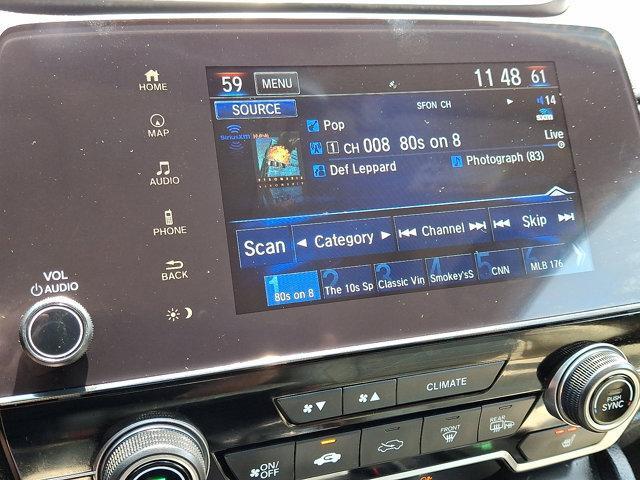 59 MENU 11 48 61
SOURCE SFON CH 14
SiriusXM Pop
1 CH 008 80s on 8 Live
Def Leppard Photograph (83)
Scan Category Channel Skip
1 80s on 8 2 The 10s Sp 3 Classic Vin 4 Smokey'sS 5 CNN 6 MLB 176
HOME
MAP
AUDIO
PHONE
BACK
VOL
AUDIO
CLIMATE
PUSH
SYNC
ON/
OFF
FRONT
REAR